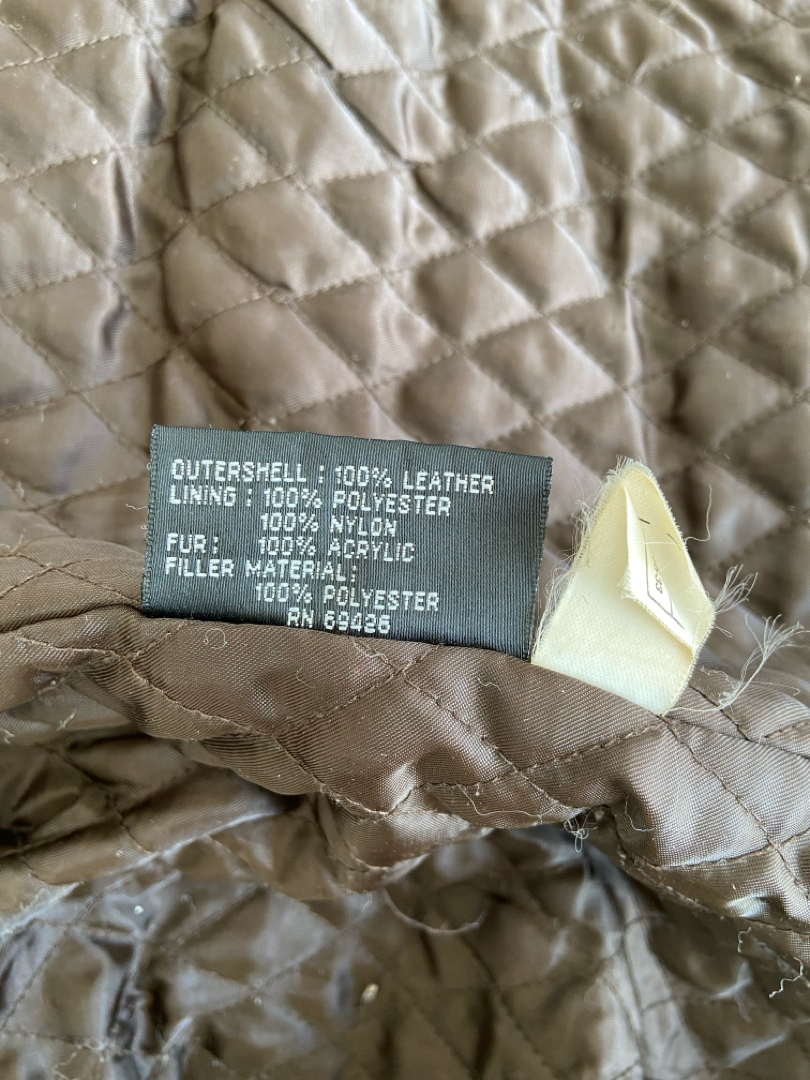 OUTERSHELL : 100% LEATHER
LINING : 100% POLYESTER
100% NYLON
FUR: 100% ACRYLIC
FILLER MATERIAL:
100% POLYESTER
RN 69426